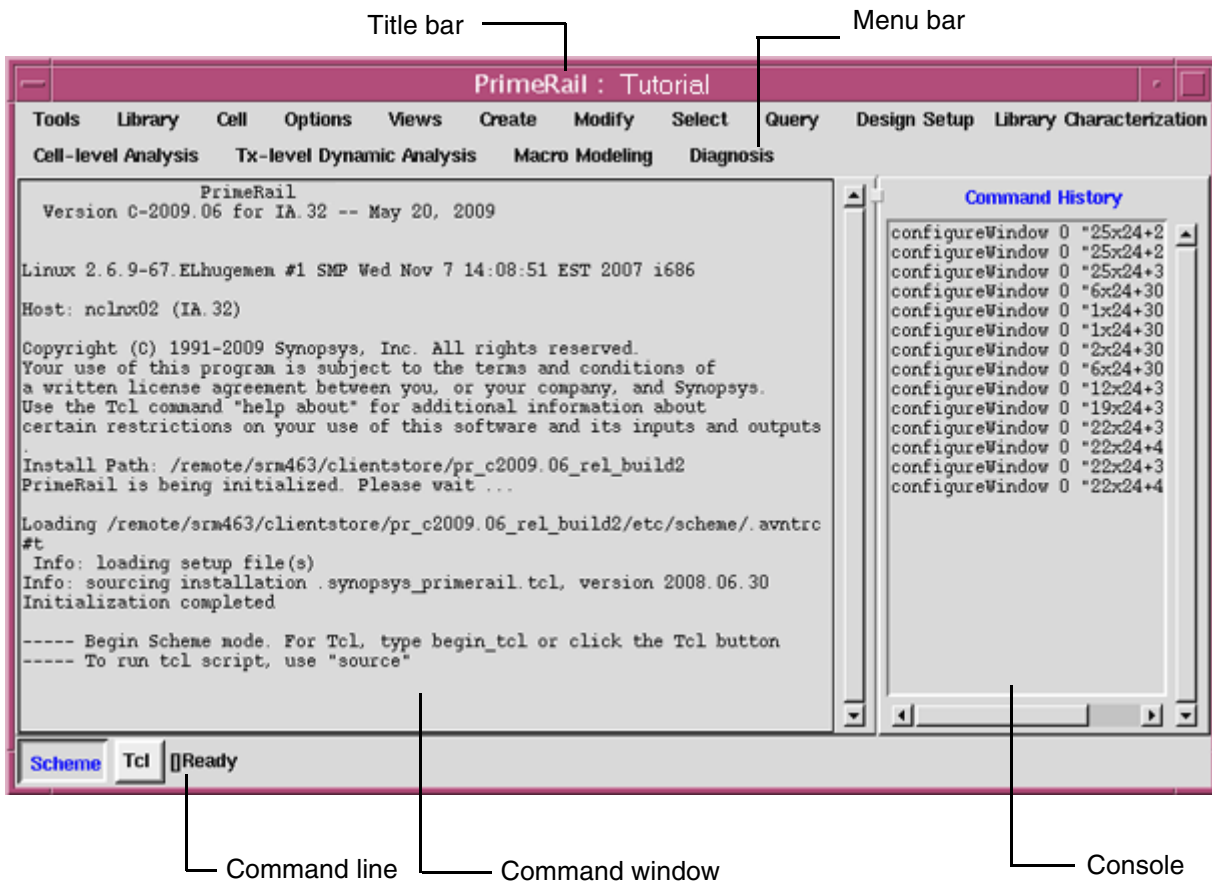 Title bar
Menu bar
PrimeRail : Tutorial
Tools Library Cell Options Views Create Modify Select Query Design Setup Library Characterization
Cell-level Analysis Tx-level Dynamic Analysis Macro Modeling Diagnosis
PrimeRail
Version C-2009.06 for IA.32 -- May 20, 2009
Linux 2.6.9-67.ELhugemem #1 SMP Wed Nov 7 14:08:51 EST 2007 i686
Host: nclnx02 (IA.32)
Copyright (C) 1991-2009 Synopsys, Inc. All rights reserved.
Your use of this program is subject to the terms and conditions of
a written license agreement between you, or your company, and Synopsys.
Use the Tcl command "help about" for additional information about
certain restrictions on your use of this software and its inputs and outputs
.
Install Path: /remote/srm463/clientstore/pr_c2009.06_rel_build2
PrimeRail is being initialized. Please wait ...
Loading /remote/srm463/clientstore/pr_c2009.06_rel_build2/etc/scheme/.avntrc
#t
Info: loading setup file(s)
Info: sourcing installation .synopsys_primerail.tcl, version 2008.06.30
Initialization completed
----- Begin Scheme mode. For Tcl, type begin_tcl or click the Tcl button
----- To run tcl script, use "source"
Command History
configureWindow 0 "25x24+2
configureWindow 0 "25x24+2
configureWindow 0 "25x24+3
configureWindow 0 "6x24+30
configureWindow 0 "1x24+30
configureWindow 0 "1x24+30
configureWindow 0 "2x24+30
configureWindow 0 "6x24+30
configureWindow 0 "12x24+3
configureWindow 0 "19x24+3
configureWindow 0 "22x24+3
configureWindow 0 "22x24+4
configureWindow 0 "22x24+3
configureWindow 0 "22x24+4
Scheme Tcl []Ready
Command line
Command window
Console